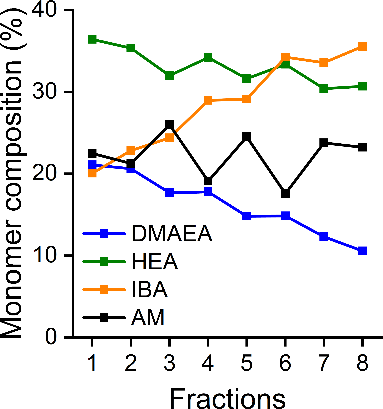 Monomer composition (%)
40
30
20
10
0
DMAEA
HEA
IBA
AM
1 2 3 4 5 6 7 8
Fractions